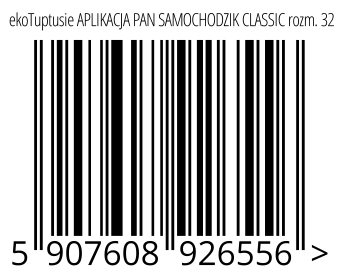 ekoTuptusie APLIKACJA PAN SAMOCHODZIK CLASSIC rozm. 32
5 907608 926556 >